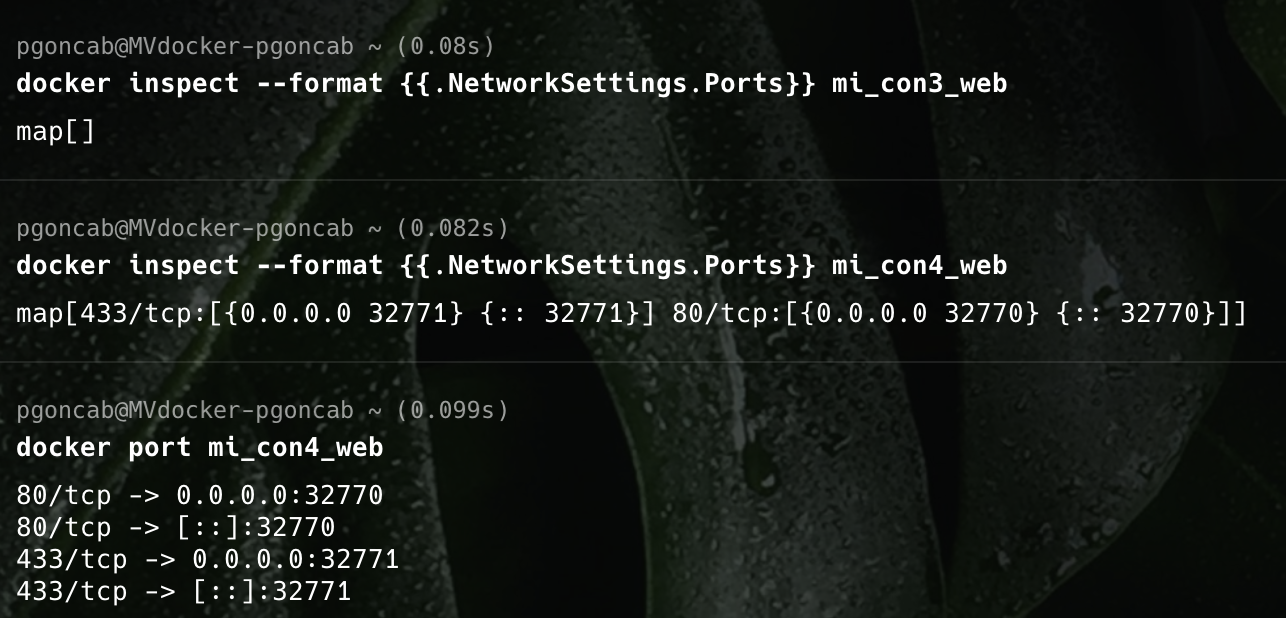 pgoncab@MVdocker-pgoncab ~ (0.08s)
docker inspect --format {{.NetworkSettings.Ports}} mi_con3_web
map[]
pgoncab@MVdocker-pgoncab ~ (0.082s)
docker inspect --format {{.NetworkSettings.Ports}} mi_con4_web
map[433/tcp:[{0.0.0.0 32771} {:: 32771}] 80/tcp:[{0.0.0.0 32770} {:: 32770}]]
pgoncab@MVdocker-pgoncab ~ (0.099s)
docker port mi_con4_web
80/tcp -> 0.0.0.0:32770
80/tcp -> [::]:32770
433/tcp -> 0.0.0.0:32771
433/tcp -> [::]:32771